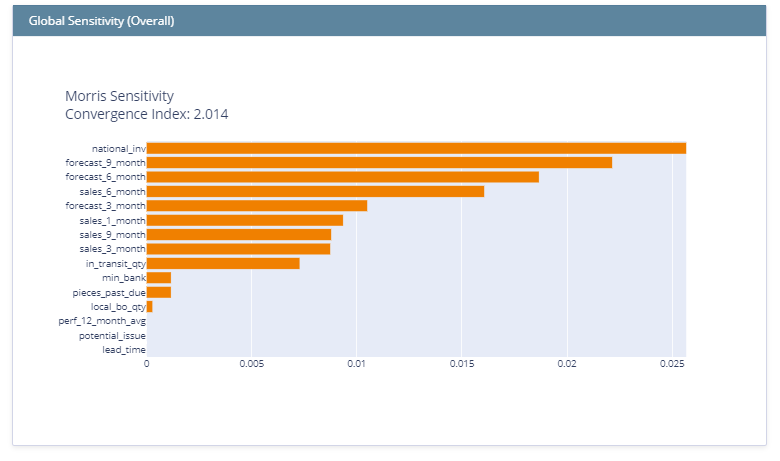 Global Sensitivity (Overall)
Morris Sensitivity
Convergence Index: 2.014
national_inv
forecast_9_month
forecast_6_month
sales_6_month
forecast_3_month
sales_1_month
sales_9_month
sales_3_month
in_transit_qty
min_bank
pieces_past_due
local_bo_qty
perf_12_month_avg
potential_issue
lead_time
0 0.005 0.01 0.015 0.02 0.025